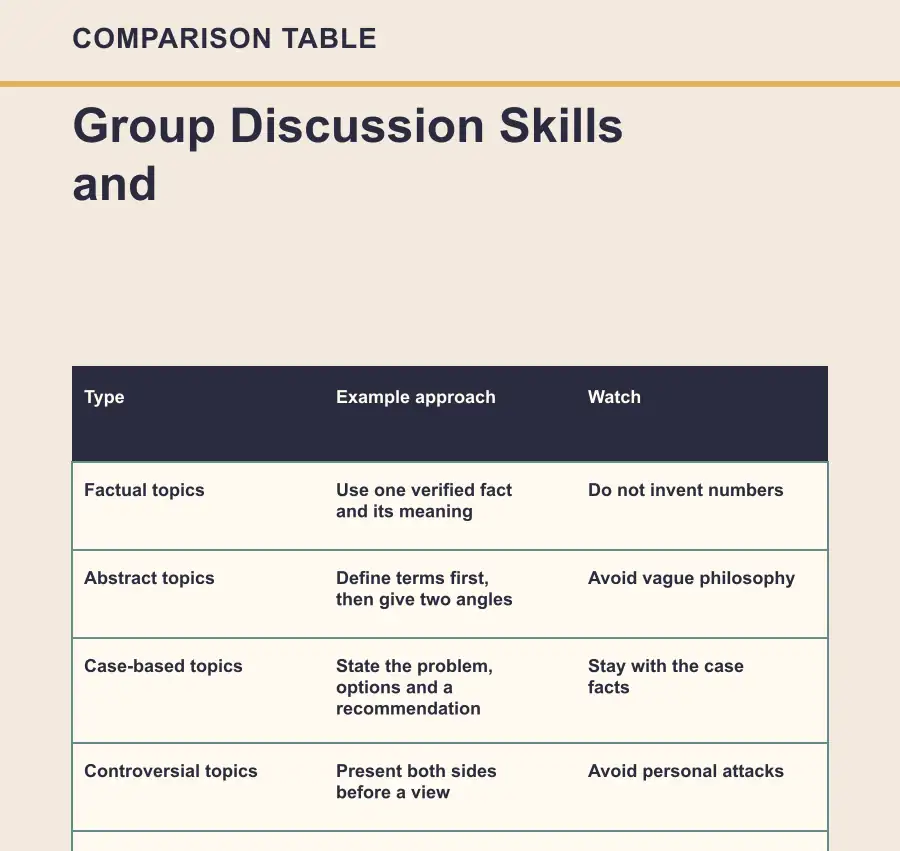 COMPARISON TABLE
Group Discussion Skills
and
Type Example approach Watch
Factual topics Use one verified fact Do not invent numbers
and its meaning
Abstract topics Define terms first, Avoid vague philosophy
then give two angles
Case-based topics State the problem, Stay with the case
options and a facts
recommendation
Controversial topics Present both sides Avoid personal attacks
before a view